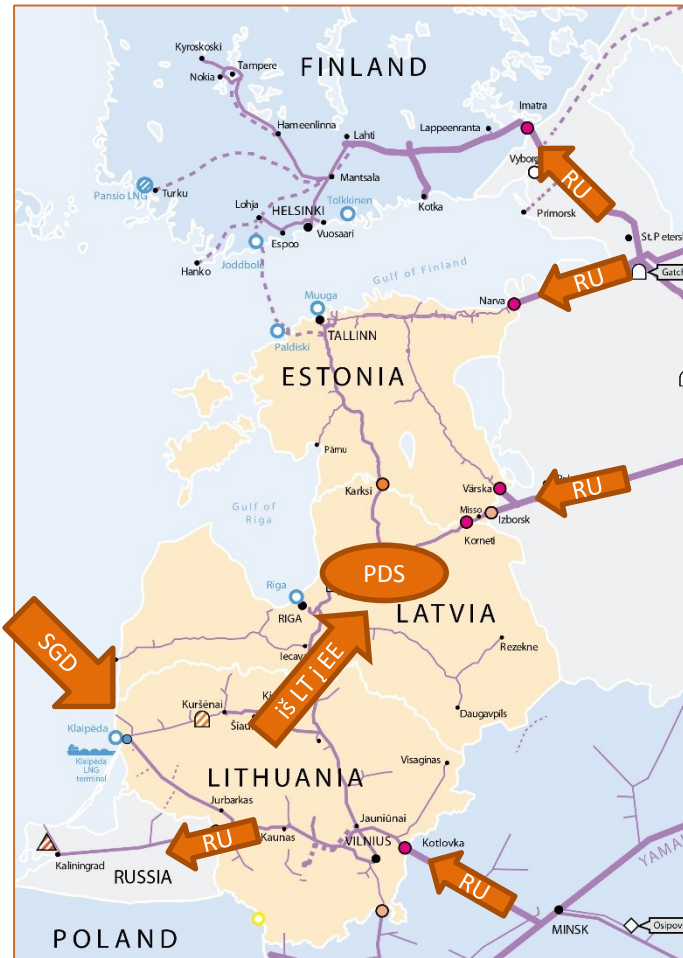 Kyroskoski
Tampere
Nokia
FINLAND
Imatra
Hameenlinna
Lahti
Lappeenranta
Vyborg
RU
Pansio LNG
Turku
Mantsala
Lohja
HELSINKI
Tolkkinen
Kotka
Primorsk
Vuosaari
Espoo
St.Peters
Hanko
Joddbole
Gulf of Finland
RU
Gatch
Muuga
Narva
TALLINN
Paldiski
ESTONIA
Pärnu
Karksi
Värska
RU
Misso
Izborsk
Gulf of
Riga
Korneti
PDS
Riga
RIGA
LATVIA
SGD
Iecava
Rezekne
iš LT į EE
Kuršėnai
Daugavpils
Klaipėda
Klaipėda
LNG
terminal
Visaginas
LITHUANIA
Jurbarkas
Jauniūnai
RU
Kaunas
VILNIUS
Kotlovka
Kaliningrad
RUSSIA
RU
YAMA
MINSK
Osipov
POLAND